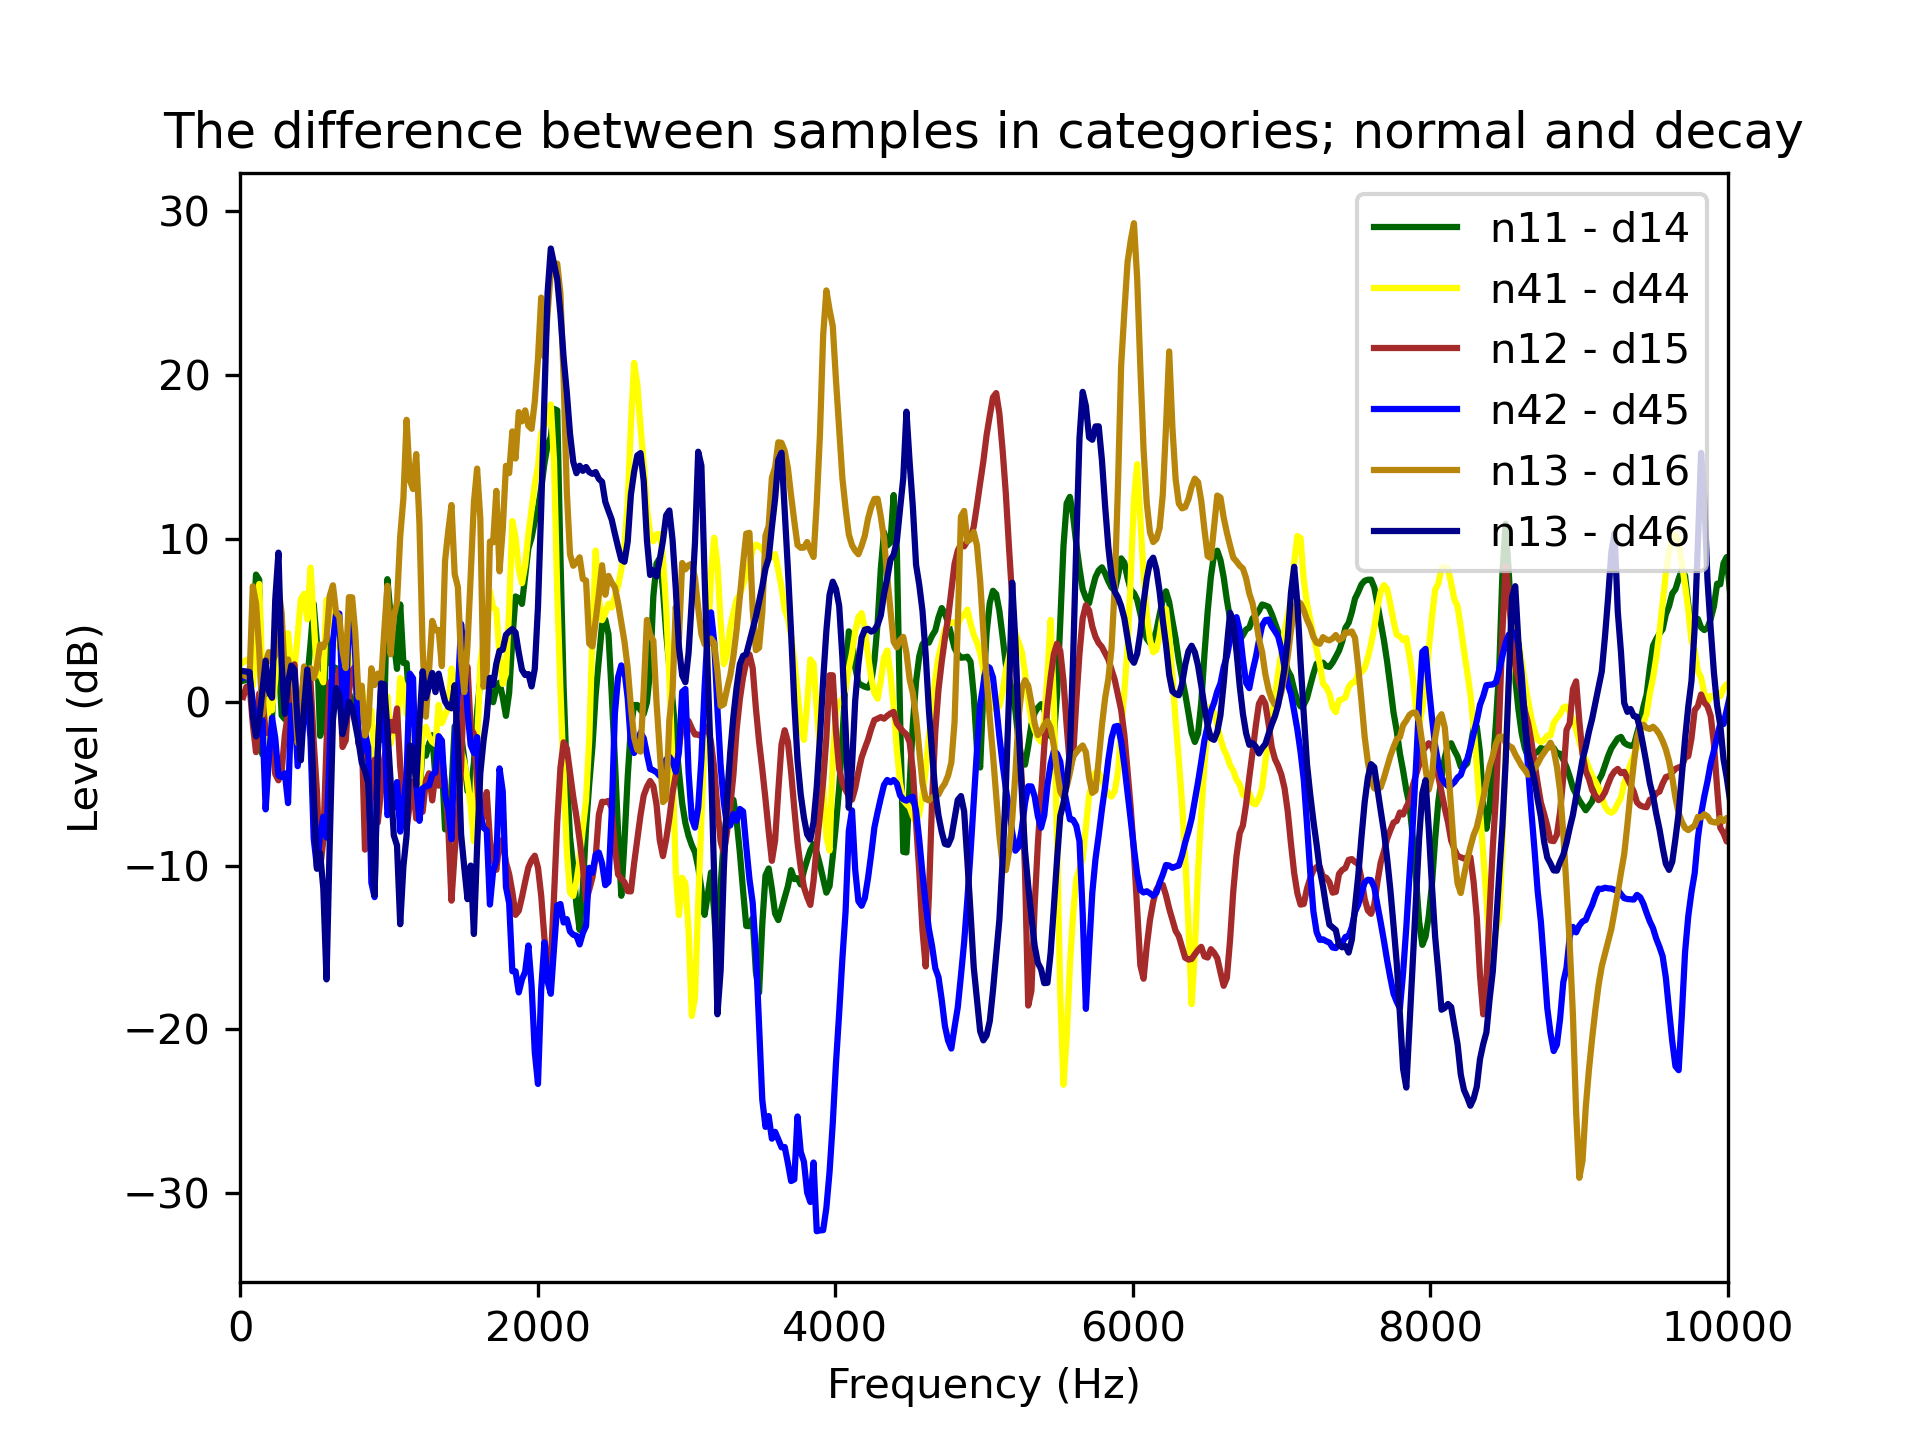 The difference between samples in categories; normal and decay
30
20
10
0
−10
−20
−30
Level (dB)
n11 - d14
n41 - d44
n12 - d15
n42 - d45
n13 - d16
n13 - d46
0 2000 4000 6000 8000 10000
Frequency (Hz)